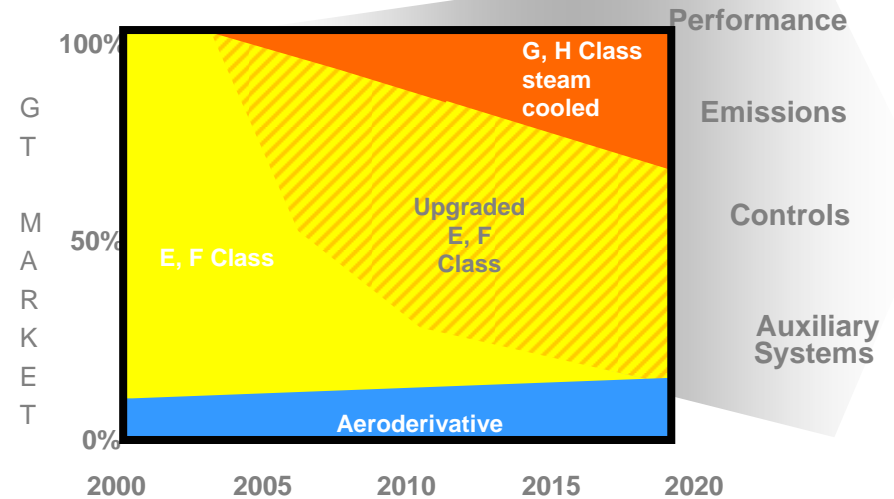 Performance
100%
G, H Class
steam
cooled
Emissions
G
T
M
A
R
K
E
T
Upgraded
E, F
Class
Controls
50%
E, F Class
Auxiliary
Systems
Aeroderivative
0%
2000 2005 2010 2015 2020